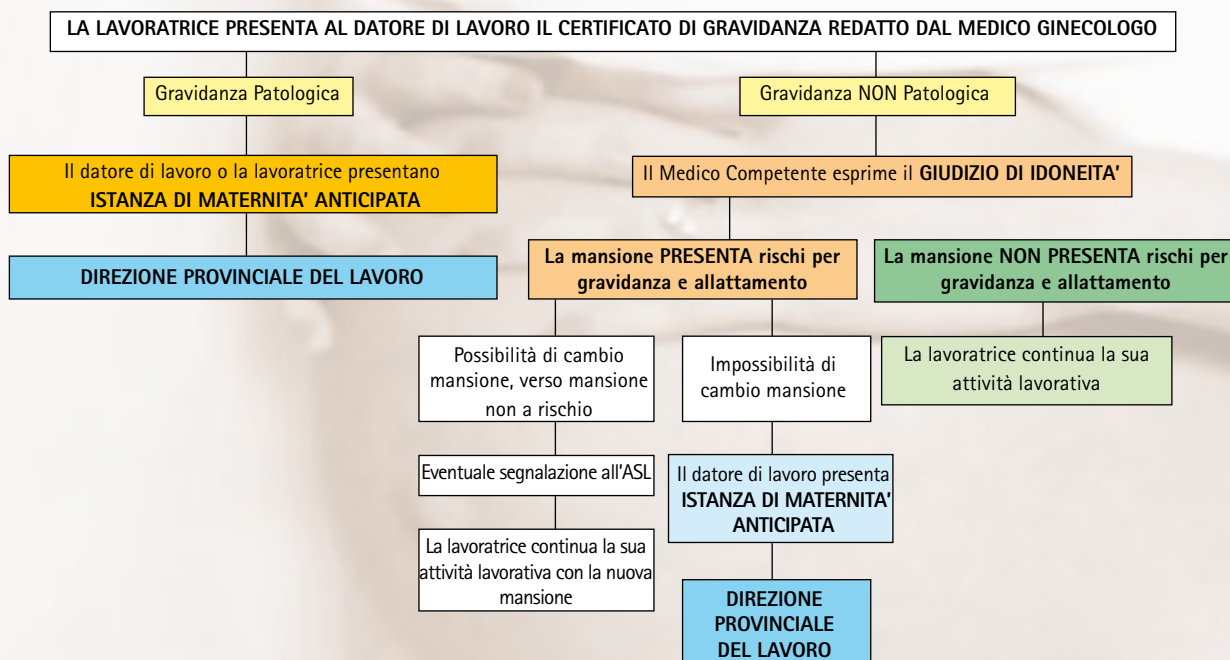 LA LAVORATRICE PRESENTA AL DATORE DI LAVORO IL CERTIFICATO DI GRAVIDANZA REDATTO DAL MEDICO GINECOLOGO
Gravidanza Patologica
Gravidanza NON Patologica
Il datore di lavoro o la lavoratrice presentano
ISTANZA DI MATERNITA' ANTICIPATA
Il Medico Competente esprime il GIUDIZIO DI IDONEITA'
DIREZIONE PROVINCIALE DEL LAVORO
La mansione PRESENTA rischi per
gravidanza e allattamento
La mansione NON PRESENTA rischi per
gravidanza e allattamento
Possibilità di cambio
mansione, verso mansione
non a rischio
Impossibilità di
cambio mansione
La lavoratrice continua la sua
attività lavorativa
Eventuale segnalazione all'ASL
Il datore di lavoro presenta
ISTANZA DI MATERNITA'
ANTICIPATA
La lavoratrice continua la sua
attività lavorativa con la nuova
mansione
DIREZIONE
PROVINCIALE
DEL LAVORO